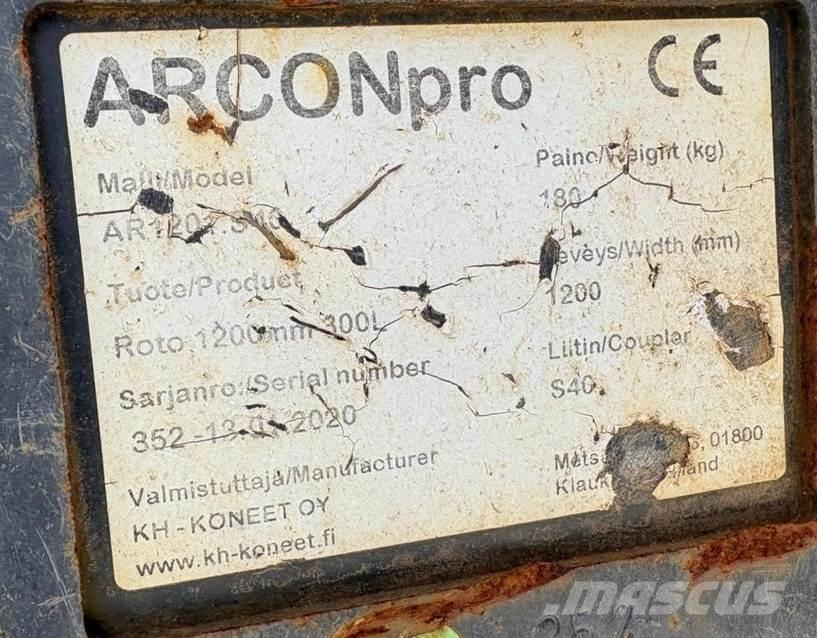 ARCONpro
CE
Malli/Model
Paino/Weight (kg)
180
Tuote/Product
Leveys/Width (mm)
1200
Roto 1200mm 300L
Liitin/Coupler
S40
Sarjanro./Serial number
352 -13. 2020
Valmistuttaja/Manufacturer
KH - KONEET OY
www.kh-koneet.fi
01800
mascus